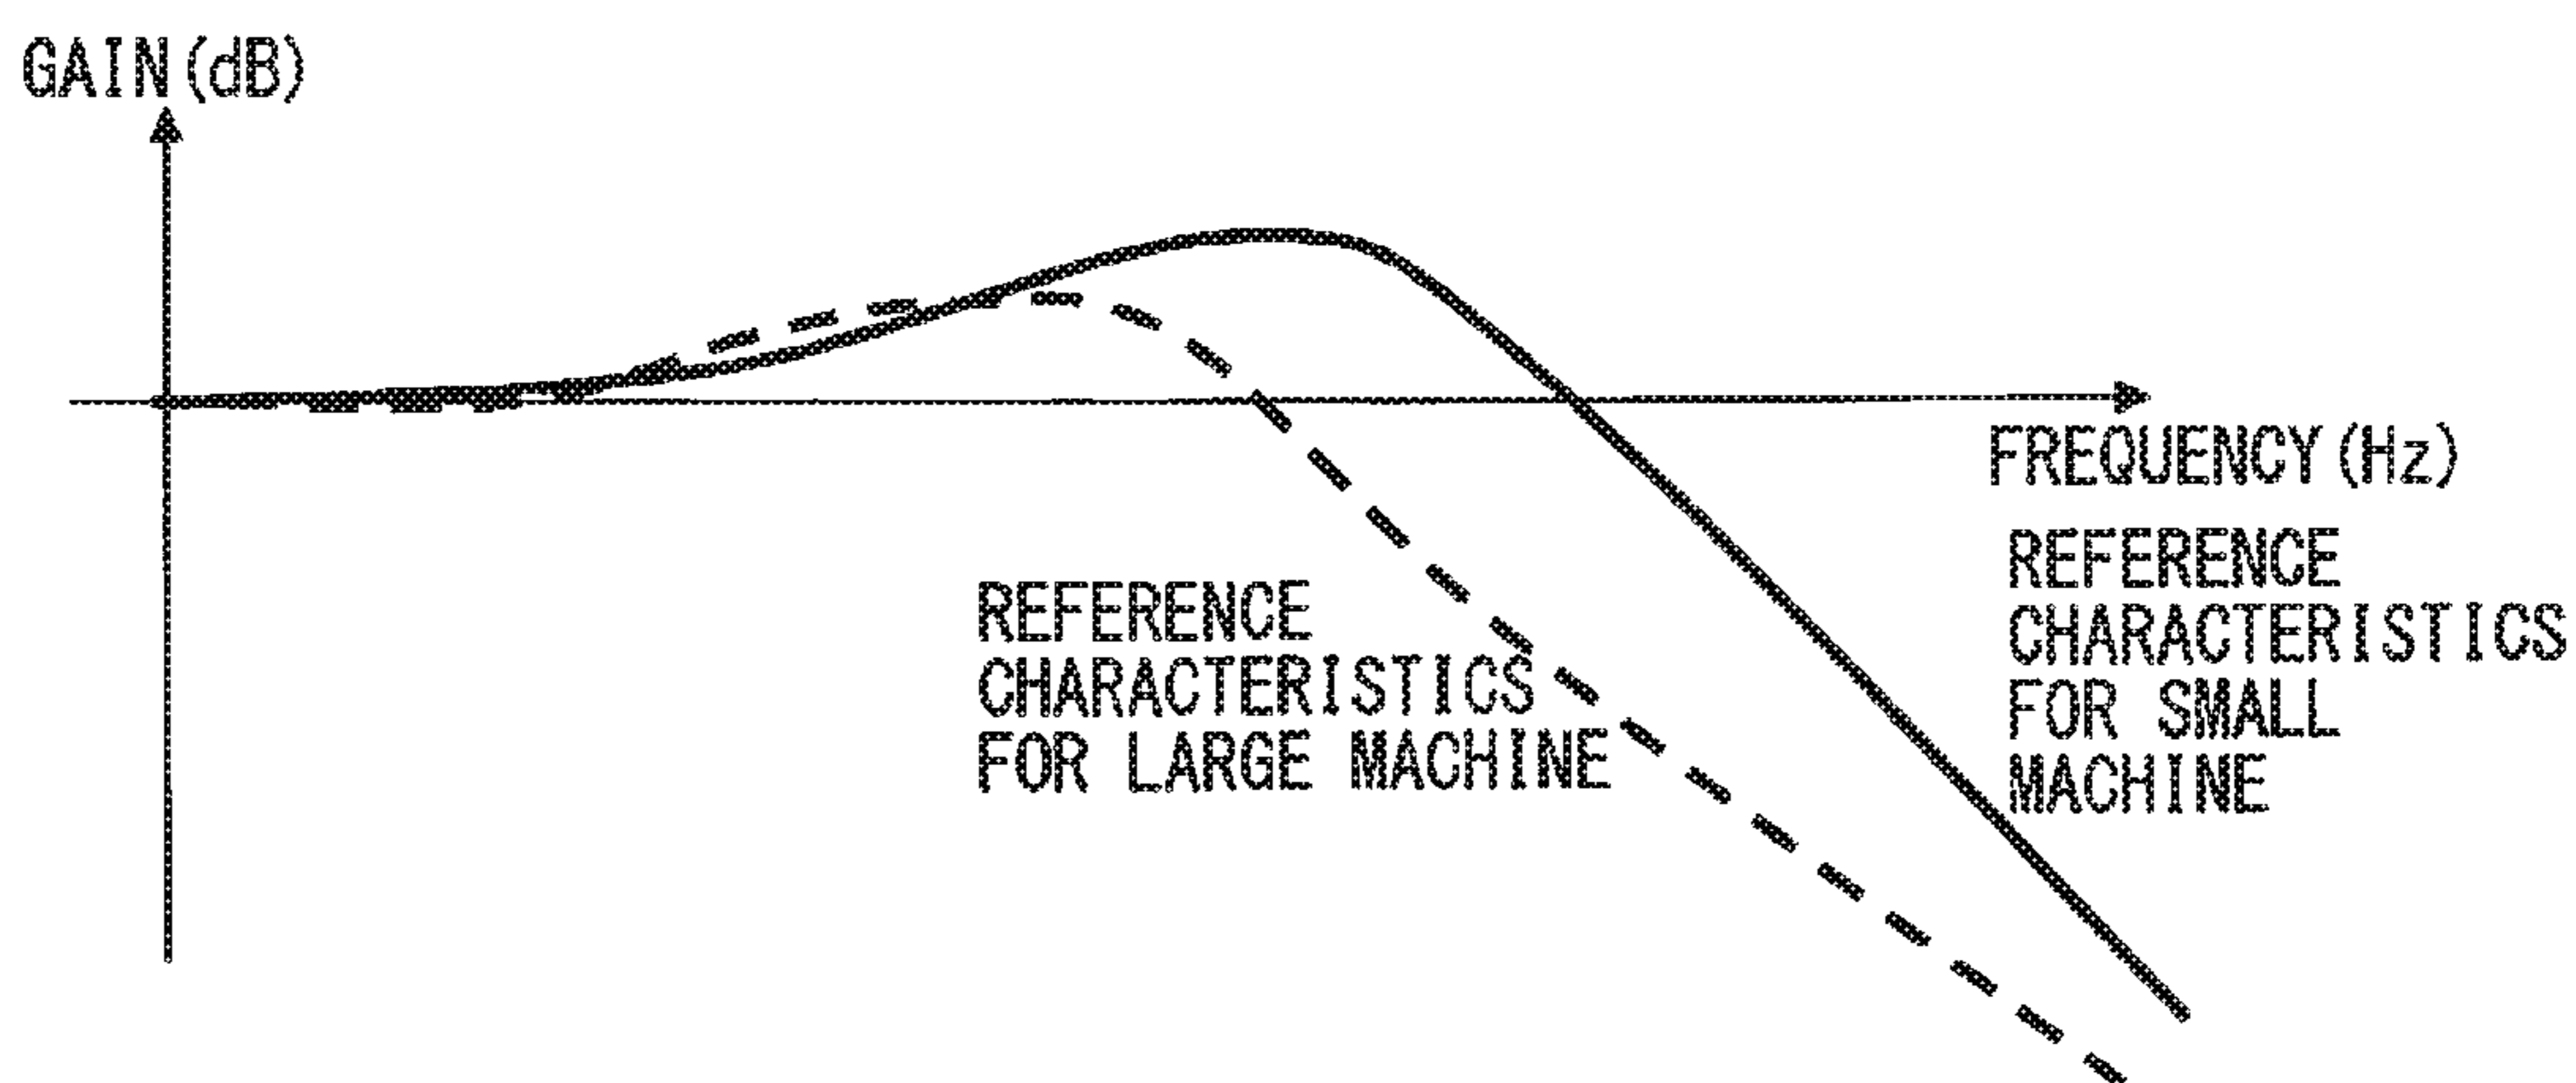 GAIN(dB)
FREQUENCY(Hz)
REFERENCE
CHARACTERISTICS
FOR LARGE MACHINE
REFERENCE
CHARACTERISTICS
FOR SMALL
MACHINE